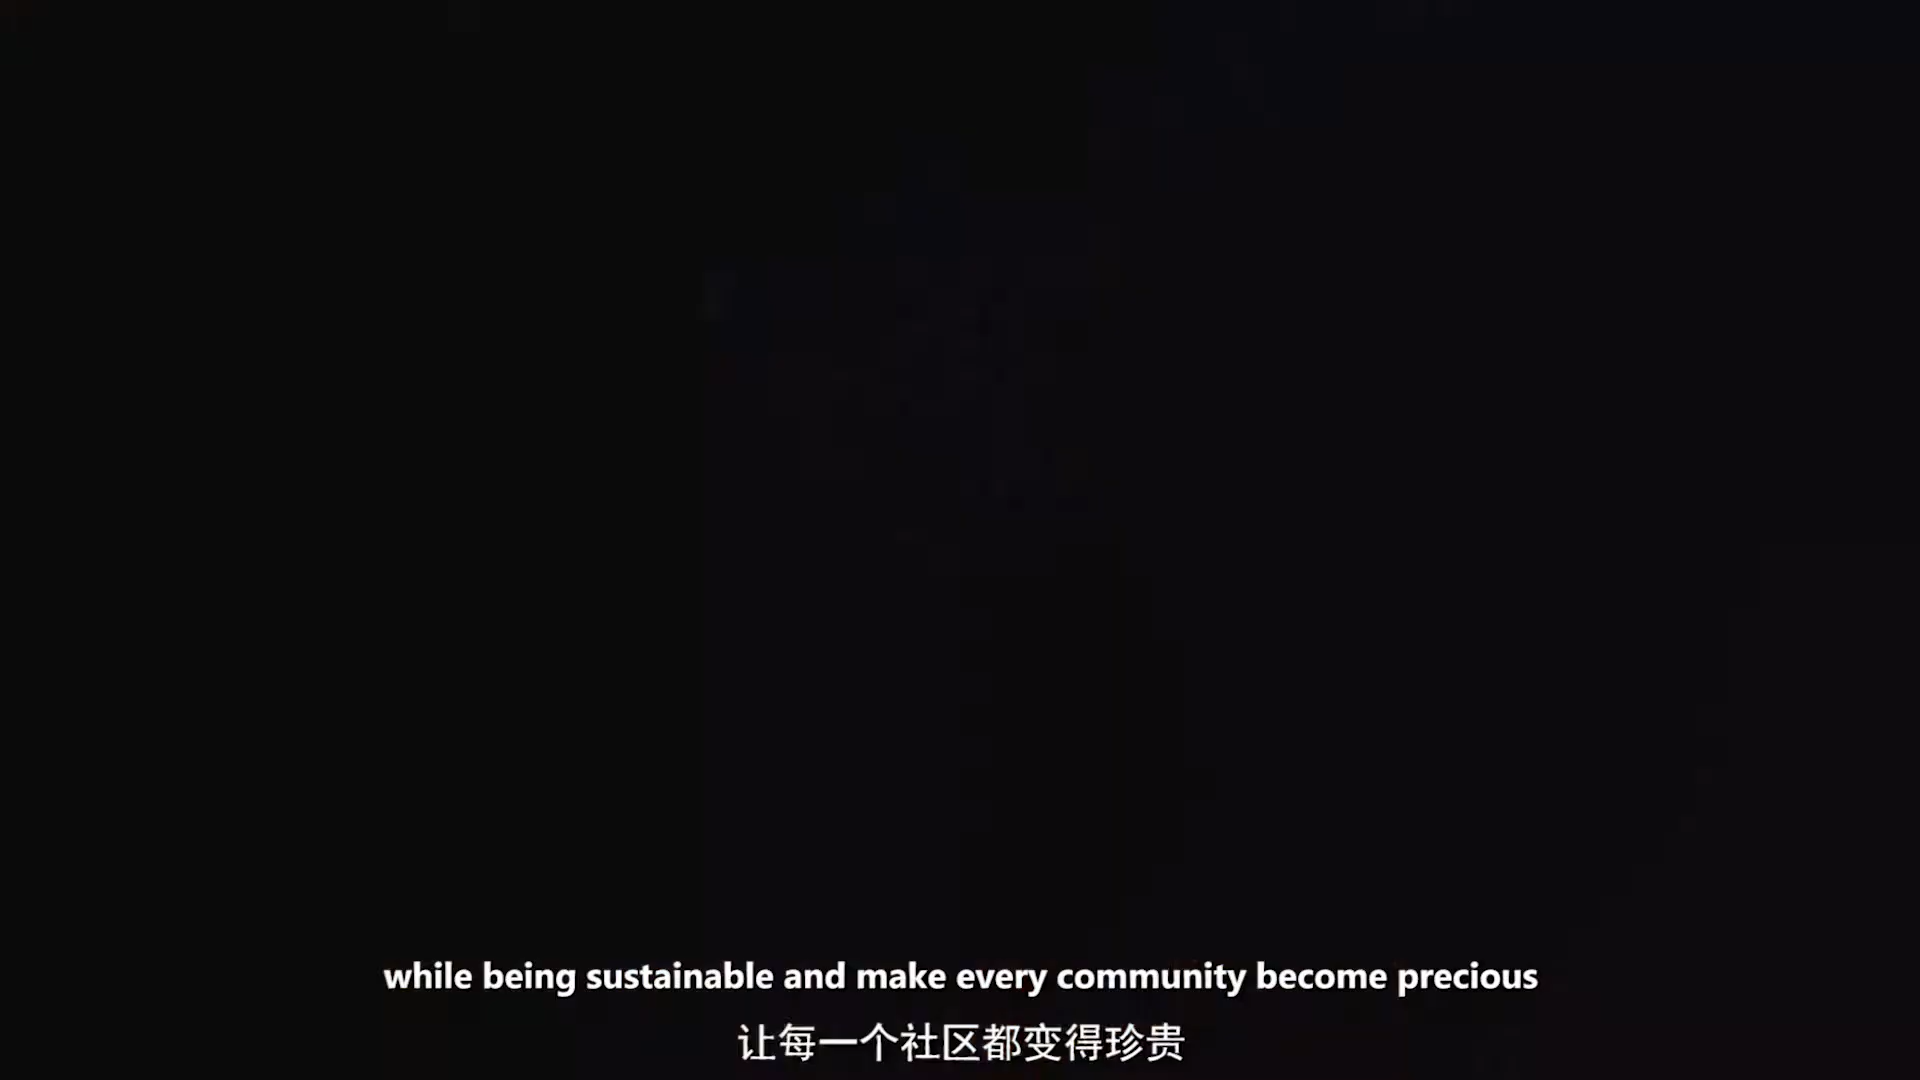 while being sustainable and make every community become precious
让每一个社区都变得珍贵